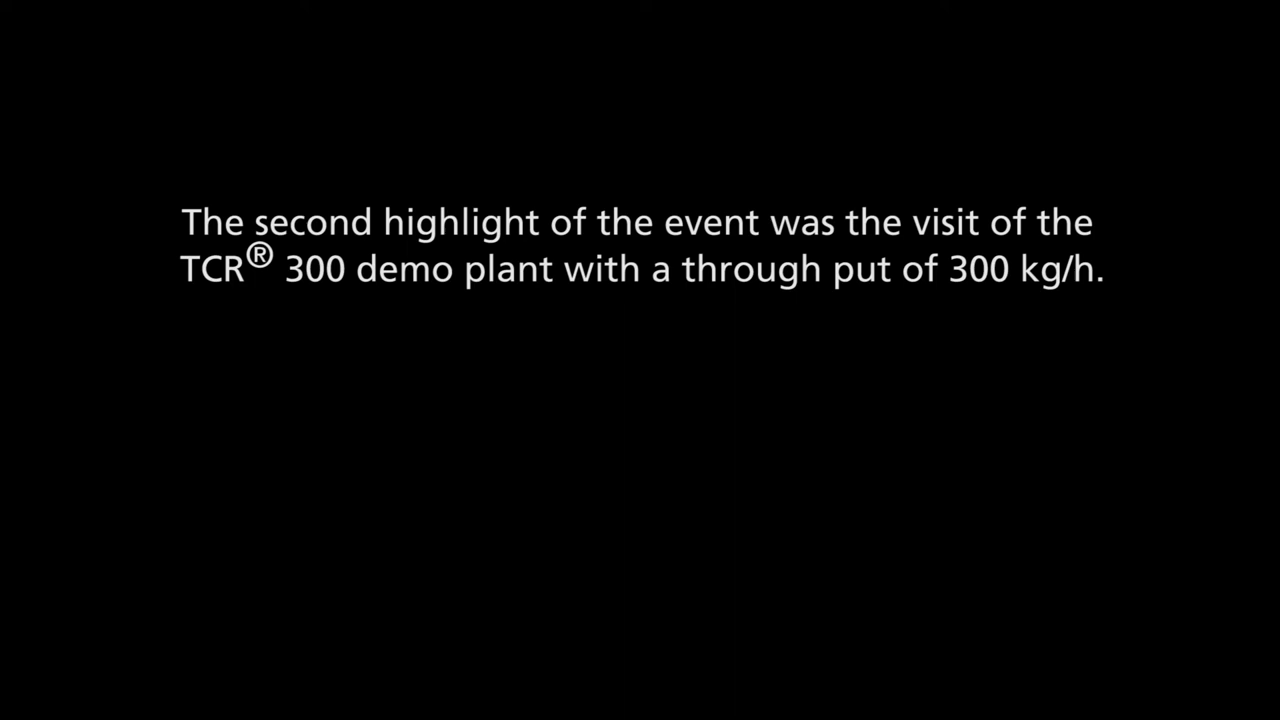 The second highlight of the event was the visit of the
TCR® 300 demo plant with a through put of 300 kg/h.